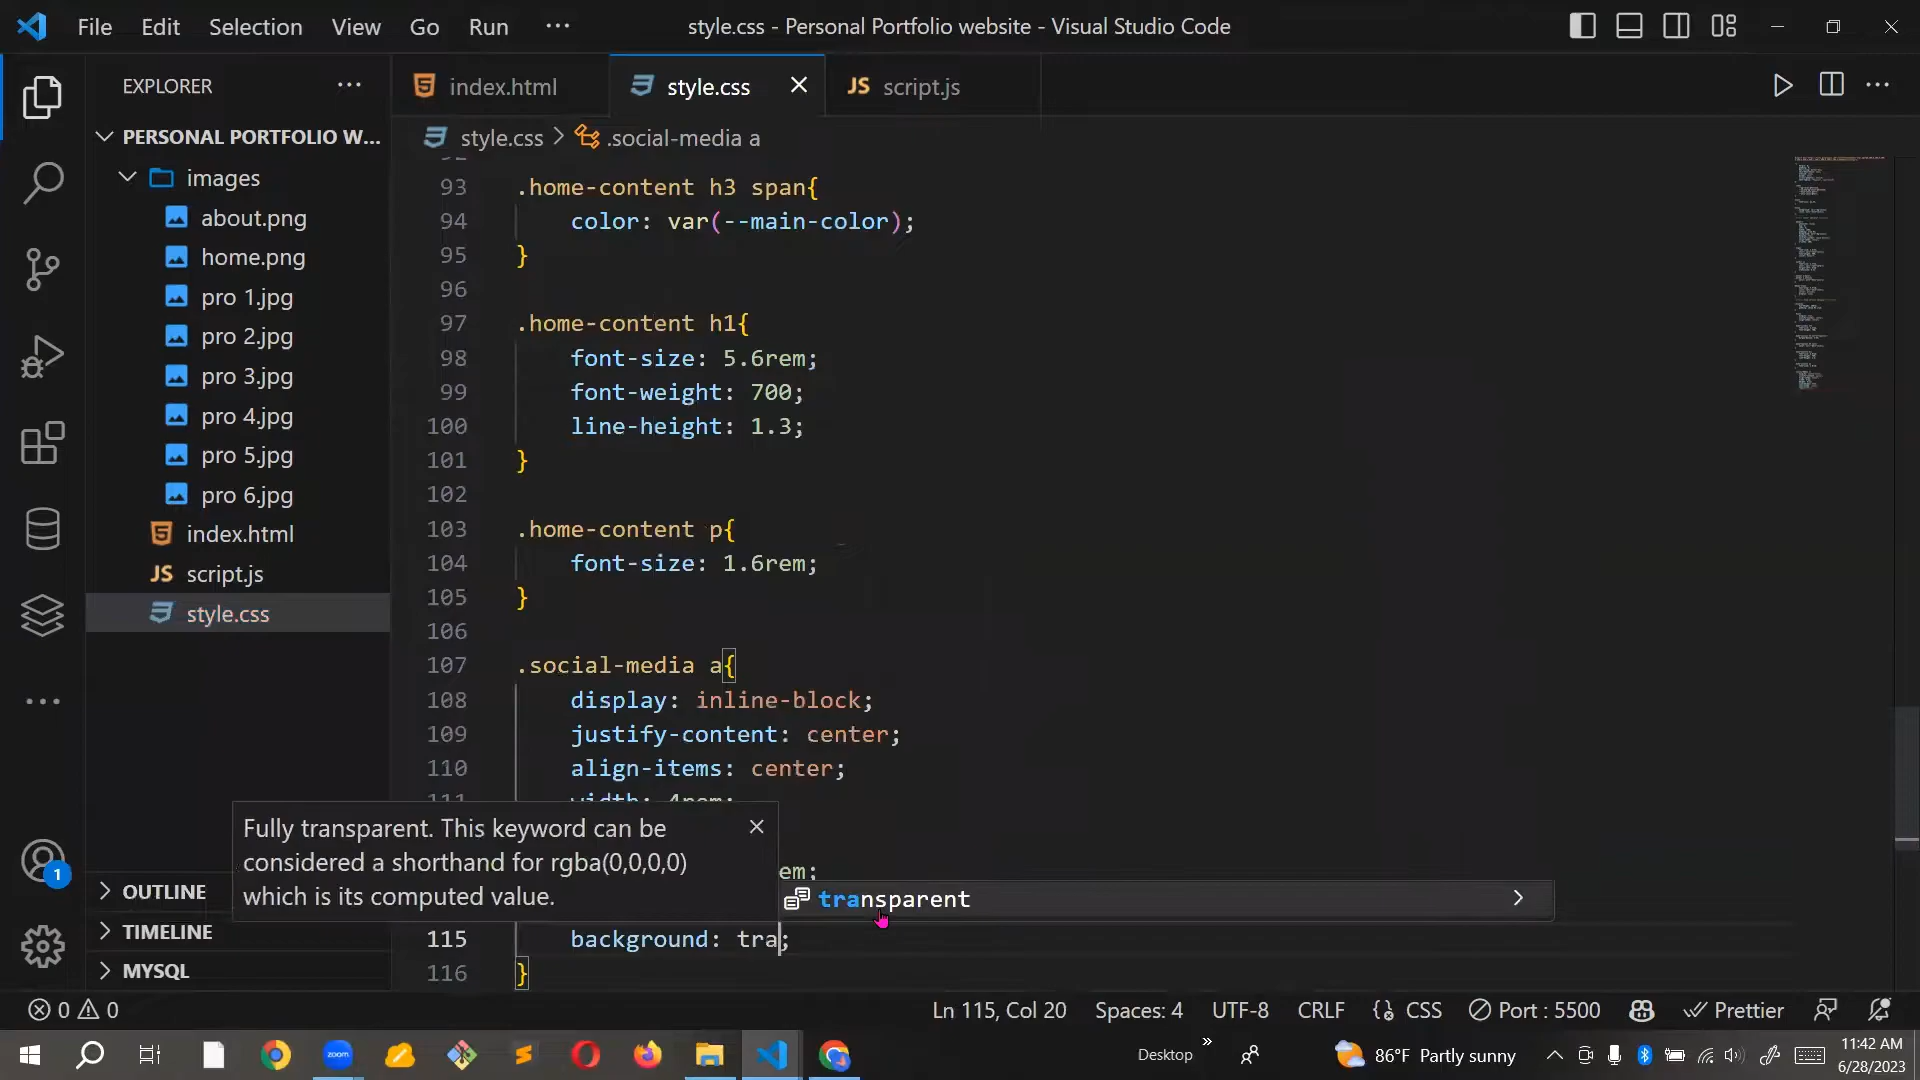 File Edit Selection View Go Run ··· style.css - Personal Portfolio website - Visual Studio Code
EXPLORER ···
index.html
style.css
JS script.js
style.css > .social-media a
PERSONAL PORTFOLIO W...
images
about.png
home.png
pro 1.jpg
pro 2.jpg
pro 3.jpg
pro 4.jpg
pro 5.jpg
pro 6.jpg
index.html
JS script.js
style.css
93 .home-content h3 span{
94 color: var(--main-color);
95 }
96
97 .home-content h1{
98 font-size: 5.6rem;
99 font-weight: 700;
100 line-height: 1.3;
101 }
102
103 .home-content p{
104 font-size: 1.6rem;
105 }
106
107 .social-media a{
108 display: inline-block;
109 justify-content: center;
110 align-items: center;
111 width: 4rem;
em;
Fully transparent. This keyword can be
considered a shorthand for rgba(0,0,0,0)
which is its computed value.
transparent
115 background: tra;
116 }
OUTLINE
TIMELINE
MYSQL
1
0 0 Ln 115, Col 20 Spaces: 4 UTF-8 CRLF CSS Port : 5500 Prettier
zoom
Desktop
86°F Partly sunny
11:42 AM
6/28/2023